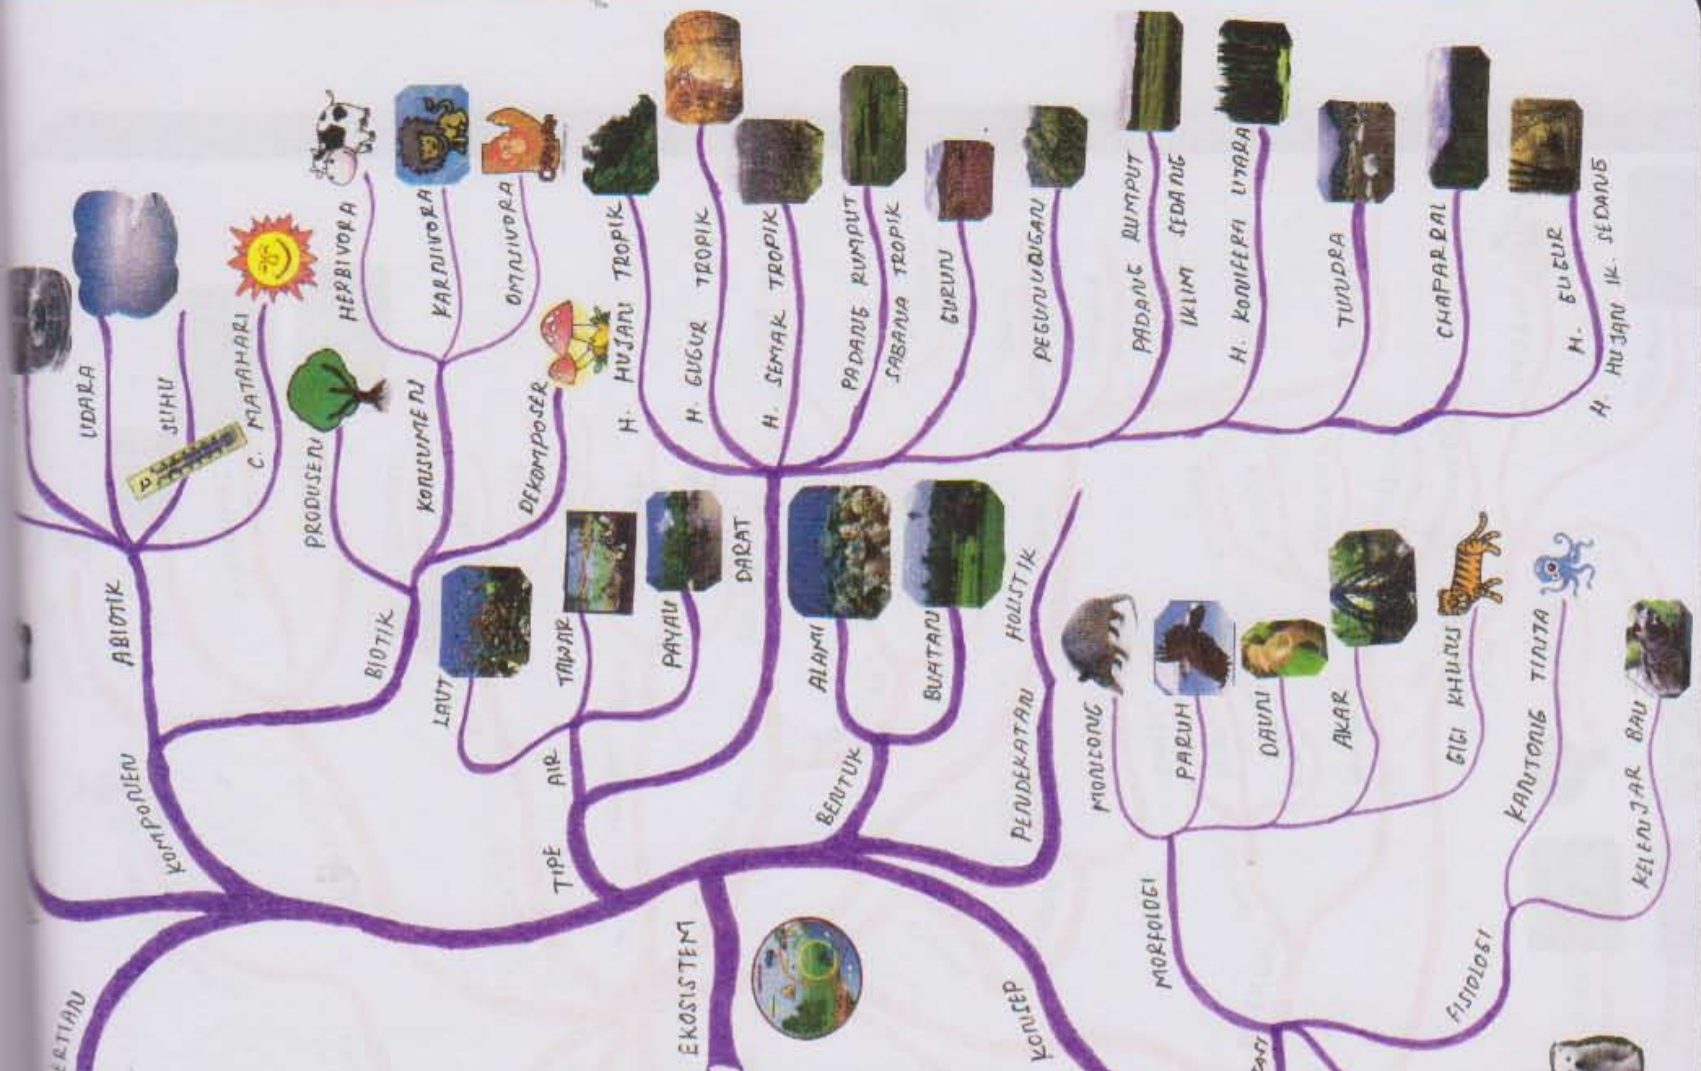 UDARA
SUHU
C. MATAHARI
ABIOTIK
PRODUSEN
HERBIVORA
KARNIVORA
OMNIVORA
KONSUMEN
DEKOMPOSER
BIOTIK
KOMPONEN
H. HUJAN TROPIK
H. GUGUR TROPIK
H. SEMAK TROPIK
PADANG RUMPUT
SABANA TROPIK
GURUN
PEGUNUNGAN
PADANG RUMPUT
IKLIM SEDANG
H. KONIFERA UTARA
TUNDRA
CHAPARRAL
H. GUGUR
H. HUJAN IK. SEDANG
DARAT
LAUT
TAWAR
PAYAU
AIR
TIPE
ALAMI
BUATAN
BENTUK
HOLISTIK
PENDEKATAN
MONCONG
PARUH
DAUN
AKAR
GIGI KHUSUS
MORFOLOGI
KANTONG TINTA
KELENJAR BAU
FISIOLOGI
EKOSISTEM
KONSEP
ERTIAN